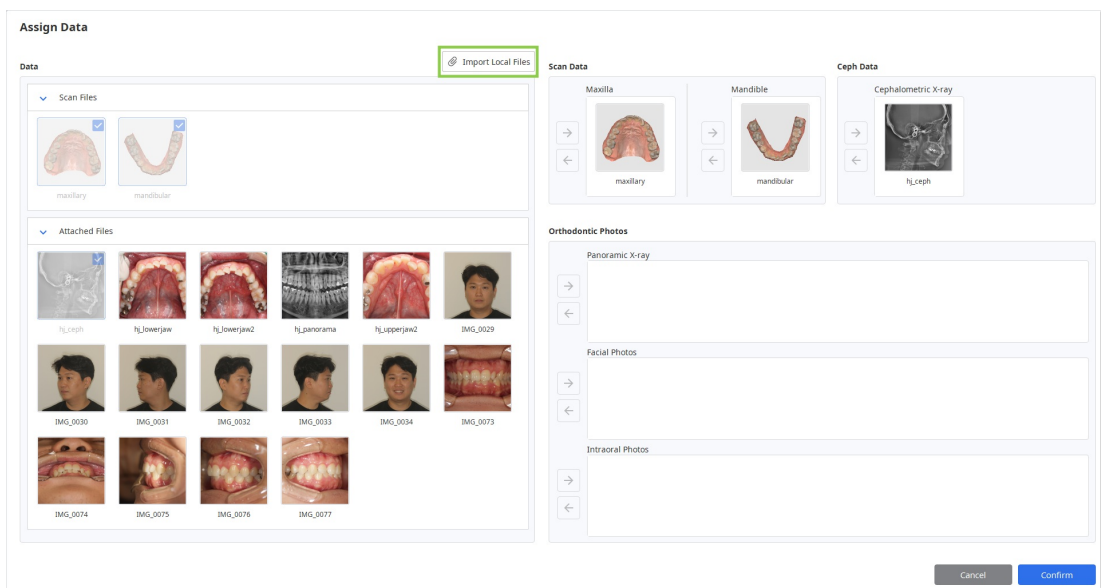 Assign Data
Data
Import Local Files
Scan Files
maxillary
mandibular
Attached Files
hj_ceph
hj_lowerjaw
hj_lowerjaw2
hj_panorama
hj_upperjaw2
IMG_0029
IMG_0030
IMG_0031
IMG_0032
IMG_0033
IMG_0034
IMG_0073
IMG_0074
IMG_0075
IMG_0076
IMG_0077
Scan Data
Maxilla
maxillary
Mandible
mandibular
Ceph Data
Cephalometric X-ray
hj_ceph
Orthodontic Photos
Panoramic X-ray
Facial Photos
Intraoral Photos
Cancel
Confirm